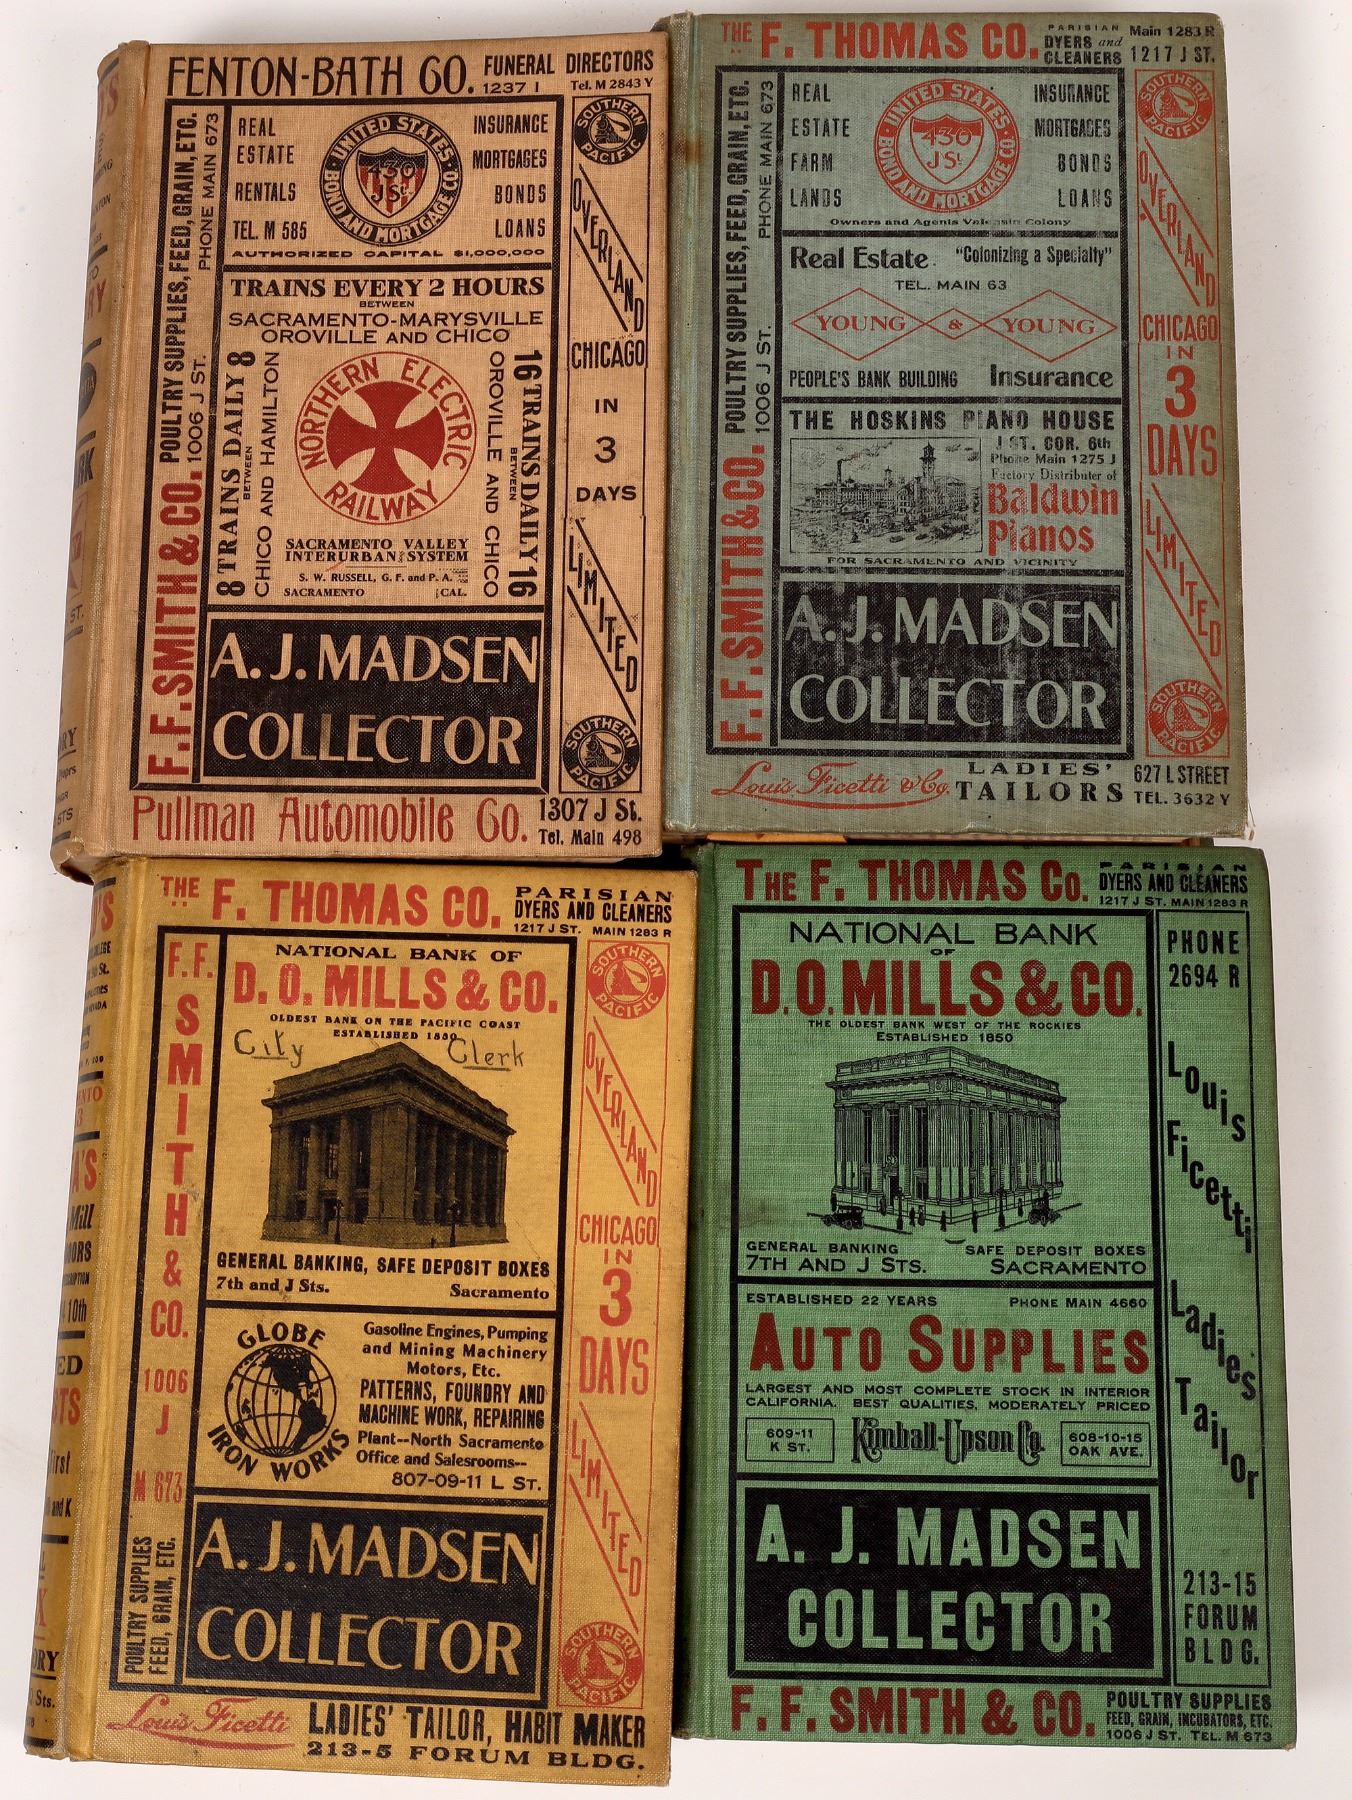 FENTON-BATH CO. FUNERAL DIRECTORS
1237 I Tel. M 2843 Y
F. F. SMITH & CO. POULTRY SUPPLIES, FEED, GRAIN, ETC.
1006 J ST. PHONE MAIN 673
REAL
ESTATE
RENTALS
TEL. M 585
UNITED STATES
430
J St.
BOND AND MORTGAGE CO.
INSURANCE
MORTGAGES
BONDS
LOANS
AUTHORIZED CAPITAL $1,000,000
TRAINS EVERY 2 HOURS
BETWEEN
SACRAMENTO-MARYSVILLE
OROVILLE AND CHICO
8 TRAINS DAILY 8
BETWEEN
CHICO AND HAMILTON
NORTHERN ELECTRIC
RAILWAY
16 TRAINS DAILY 16
BETWEEN
OROVILLE AND CHICO
SACRAMENTO VALLEY
INTERURBAN SYSTEM
S. W. RUSSELL, G. F. and P. A.
SACRAMENTO CAL.
A. J. MADSEN
COLLECTOR
SOUTHERN
PACIFIC
OVERLAND
CHICAGO
IN
3
DAYS
LIMITED
SOUTHERN
PACIFIC
Pullman Automobile Co. 1307 J St.
Tel. Main 498
THE F. THOMAS CO. PARISIAN Main 1283 R
DYERS and
CLEANERS 1217 J ST.
F. F. SMITH & CO. POULTRY SUPPLIES, FEED, GRAIN, ETC.
1006 J ST. PHONE MAIN 673
REAL
ESTATE
FARM
LANDS
UNITED STATES
430
J St.
BOND AND MORTGAGE CO.
INSURANCE
MORTGAGES
BONDS
LOANS
Owners and Agents Valensin Colony
Real Estate "Colonizing a Specialty"
TEL. MAIN 63
YOUNG & YOUNG
PEOPLE'S BANK BUILDING Insurance
THE HOSKINS PIANO HOUSE
J ST. COR. 6th
Phone Main 1275 J
Factory Distributer of
Baldwin
Pianos
FOR SACRAMENTO AND VICINITY
A. J. MADSEN
COLLECTOR
SOUTHERN
PACIFIC
OVERLAND
CHICAGO
IN
3
DAYS
LIMITED
SOUTHERN
PACIFIC
Louis Ficetti & Co. LADIES'
TAILORS
627 L STREET
TEL. 3632 Y
THE F. THOMAS CO. PARISIAN
DYERS AND CLEANERS
1217 J ST. MAIN 1283 R
F. F.
SMITH
&
CO.
1006
J
M 673
POULTRY SUPPLIES
FEED, GRAIN, ETC.
NATIONAL BANK OF
D. O. MILLS & CO.
OLDEST BANK ON THE PACIFIC COAST
ESTABLISHED 1850
City Clerk
GENERAL BANKING, SAFE DEPOSIT BOXES
7th and J Sts. Sacramento
GLOBE
IRON WORKS
Gasoline Engines, Pumping
and Mining Machinery
Motors, Etc.
PATTERNS, FOUNDRY AND
MACHINE WORK, REPAIRING
Plant--North Sacramento
Office and Salesrooms--
807-09-11 L ST.
A. J. MADSEN
COLLECTOR
SOUTHERN
PACIFIC
OVERLAND
CHICAGO
IN
3
DAYS
LIMITED
SOUTHERN
PACIFIC
Louis Ficetti LADIES' TAILOR, HABIT MAKER
213-5 FORUM BLDG.
THE F. THOMAS CO. PARISIAN
DYERS AND CLEANERS
1217 J ST. MAIN 1283 R
NATIONAL BANK
OF
D. O. MILLS & CO.
THE OLDEST BANK WEST OF THE ROCKIES
ESTABLISHED 1850
GENERAL BANKING SAFE DEPOSIT BOXES
7TH AND J STS. SACRAMENTO
ESTABLISHED 22 YEARS PHONE MAIN 4660
AUTO SUPPLIES
LARGEST AND MOST COMPLETE STOCK IN INTERIOR
CALIFORNIA. BEST QUALITIES, MODERATELY PRICED
609-11
K ST.
Kimball-Upson Co.
608-10-15
OAK AVE.
A. J. MADSEN
COLLECTOR
PHONE
2694 R
Louis
Ficetti
Ladies
Tailor
213-15
FORUM
BLDG.
F. F. SMITH & CO. POULTRY SUPPLIES
FEED, GRAIN, INCUBATORS, ETC.
1006 J ST. TEL. M 673